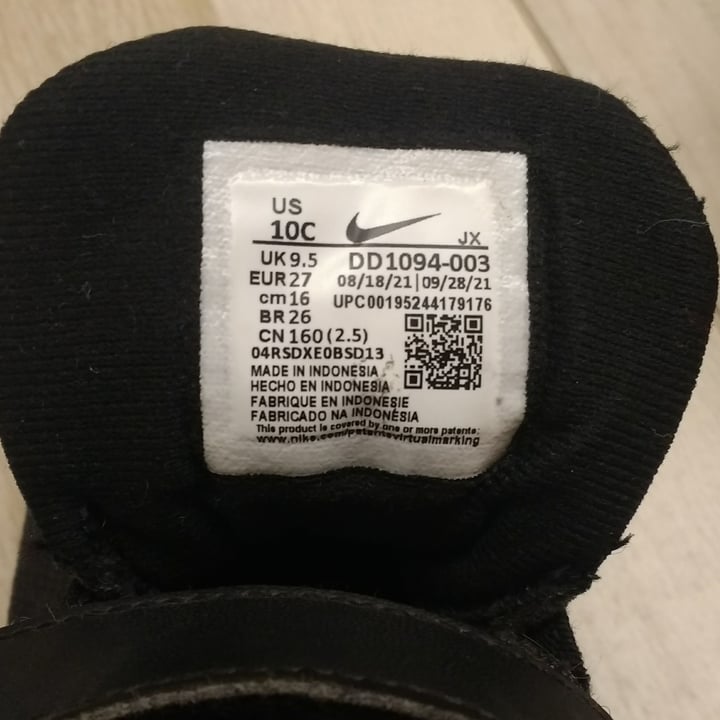 US
10C
JX
UK 9.5 DD1094-003
EUR 27 08/18/21|09/28/21
cm 16 UPC00195244179176
BR 26
CN 160(2.5)
04RSDXE0BSD13
MADE IN INDONESIA
HECHO EN INDONESIA
FABRIQUE EN INDONESIE
FABRICADO NA INDONÉSIA
This product is covered by one or more patents:
www.nike.com/patentsvirtualmarking